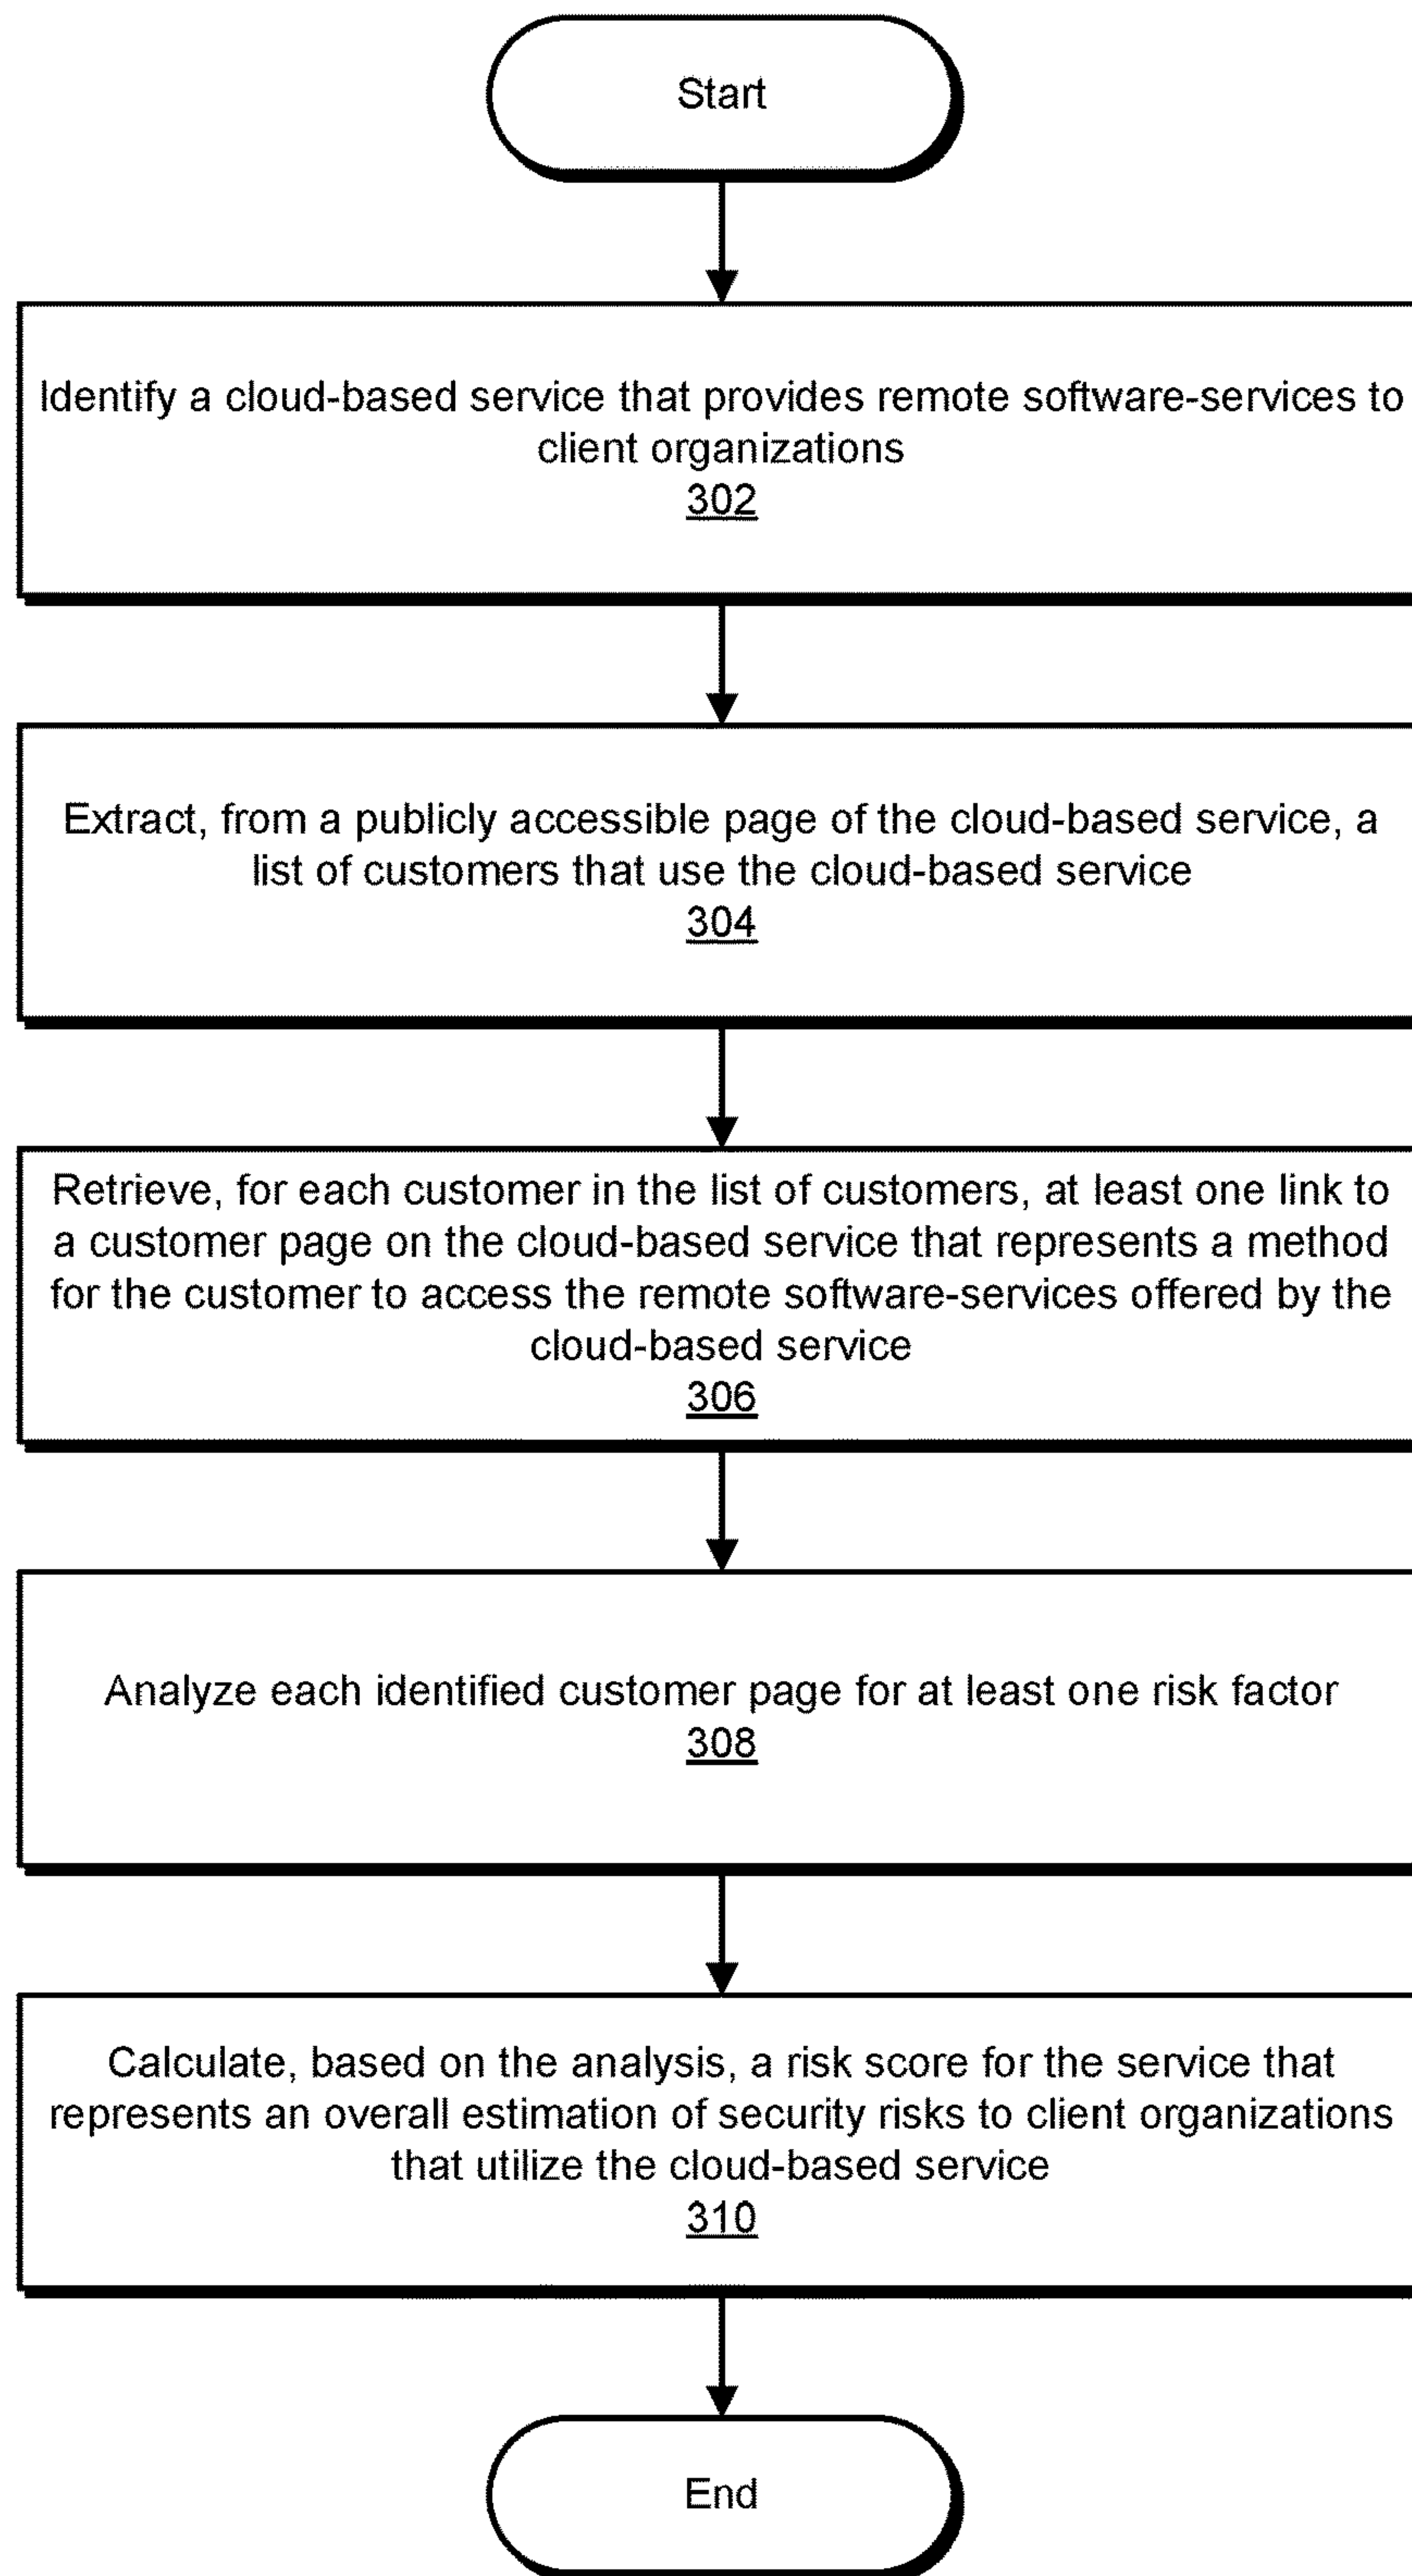 Start
Identify a cloud-based service that provides remote software-services to
client organizations
302
Extract, from a publicly accessible page of the cloud-based service, a
list of customers that use the cloud-based service
304
Retrieve, for each customer in the list of customers, at least one link to
a customer page on the cloud-based service that represents a method
for the customer to access the remote software-services offered by the
cloud-based service
306
Analyze each identified customer page for at least one risk factor
308
Calculate, based on the analysis, a risk score for the service that
represents an overall estimation of security risks to client organizations
that utilize the cloud-based service
310
End